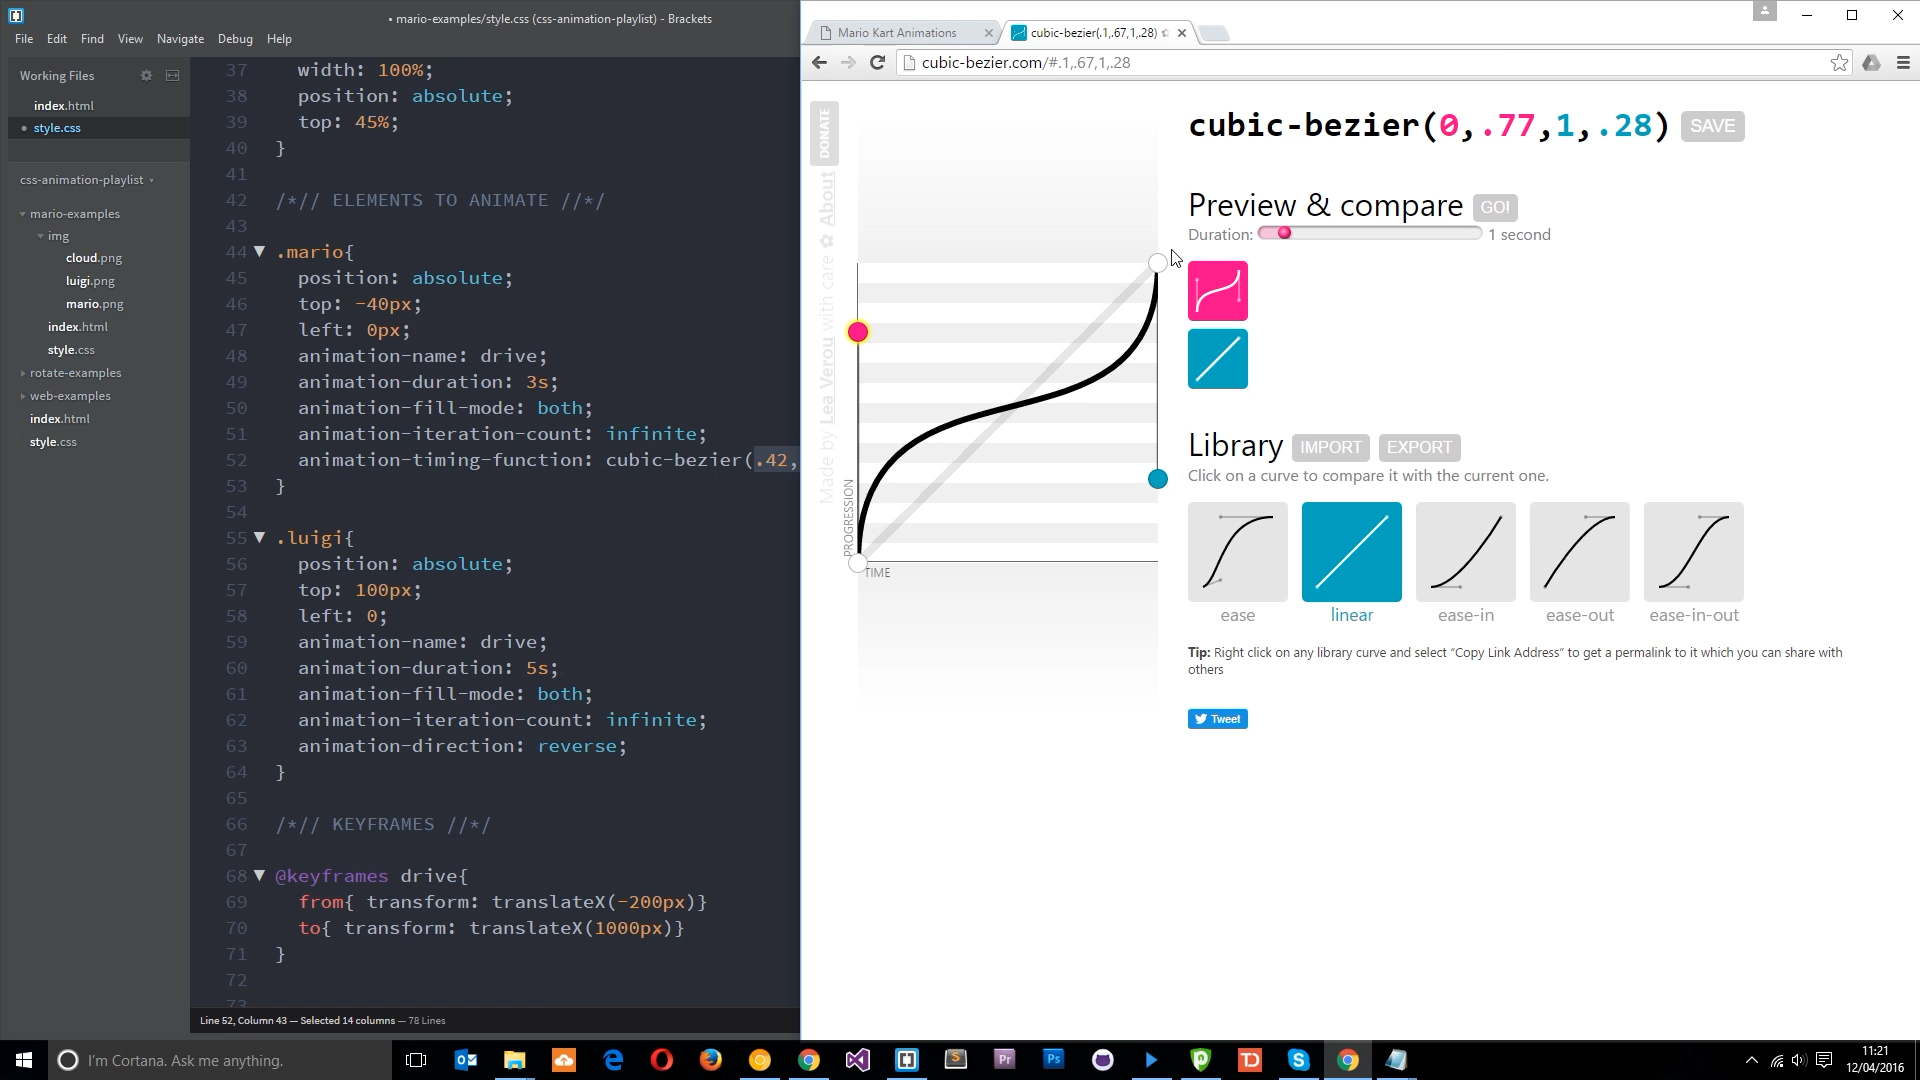 • mario-examples/style.css (css-animation-playlist) - Brackets
File Edit Find View Navigate Debug Help
Working Files
index.html
• style.css
css-animation-playlist
mario-examples
img
cloud.png
luigi.png
mario.png
index.html
style.css
rotate-examples
web-examples
index.html
style.css
37 width: 100%;
38 position: absolute;
39 top: 45%;
40 }
41
42 /*// ELEMENTS TO ANIMATE //*/
43
44 .mario{
45 position: absolute;
46 top: -40px;
47 left: 0px;
48 animation-name: drive;
49 animation-duration: 3s;
50 animation-fill-mode: both;
51 animation-iteration-count: infinite;
52 animation-timing-function: cubic-bezier(.42,
53 }
54
55 .luigi{
56 position: absolute;
57 top: 100px;
58 left: 0;
59 animation-name: drive;
60 animation-duration: 5s;
61 animation-fill-mode: both;
62 animation-iteration-count: infinite;
63 animation-direction: reverse;
64 }
65
66 /*// KEYFRAMES //*/
67
68 @keyframes drive{
69 from{ transform: translateX(-200px)}
70 to{ transform: translateX(1000px)}
71 }
72
73
Line 52, Column 43 — Selected 14 columns — 78 Lines
Mario Kart Animations
cubic-bezier(.1,.67,1,.28)
cubic-bezier.com/#.1,.67,1,.28
DONATE
Made by Lea Verou with care ✿ About
PROGRESSION
TIME
cubic-bezier(0,.77,1,.28) SAVE
Preview & compare GO!
Duration: 1 second
Library IMPORT EXPORT
Click on a curve to compare it with the current one.
ease linear ease-in ease-out ease-in-out
Tip: Right click on any library curve and select “Copy Link Address” to get a permalink to it which you can share with
others
Tweet
I'm Cortana. Ask me anything.
Pr
Ps
TD
11:21
12/04/2016